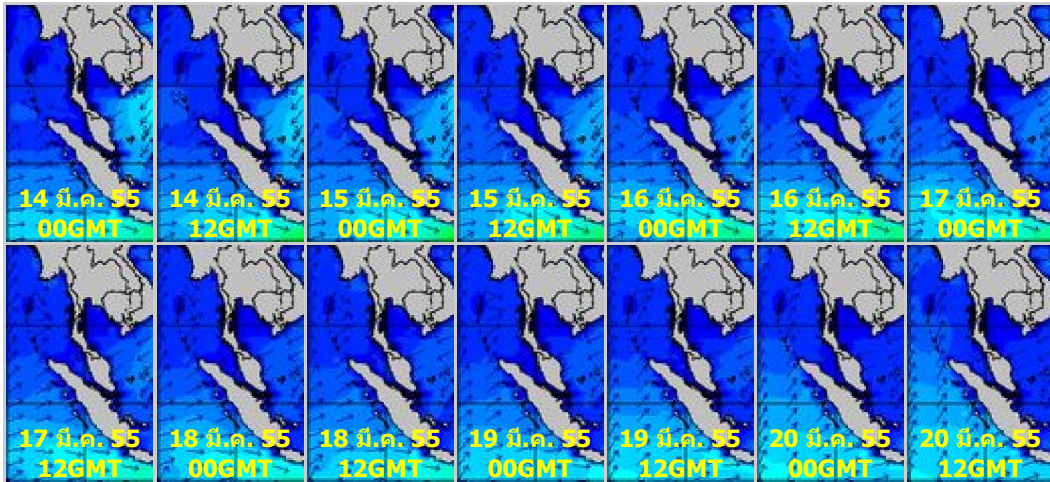 14 มี.ค. 55
00GMT
14 มี.ค. 55
12GMT
15 มี.ค. 55
00GMT
15 มี.ค. 55
12GMT
16 มี.ค. 55
00GMT
16 มี.ค. 55
12GMT
17 มี.ค. 55
00GMT
17 มี.ค. 55
12GMT
18 มี.ค. 55
00GMT
18 มี.ค. 55
12GMT
19 มี.ค. 55
00GMT
19 มี.ค. 55
12GMT
20 มี.ค. 55
00GMT
20 มี.ค. 55
12GMT